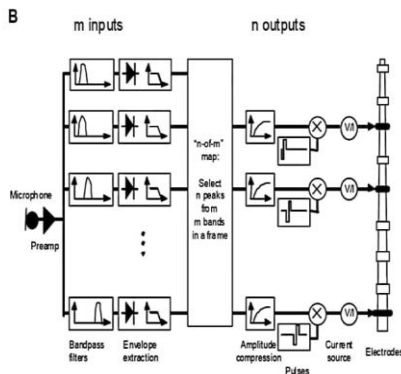 B
m inputs
n outputs
"n-of-m"
map:
Select
n peaks
from
m bands
in a frame
Microphone
Preamp
V/I
V/I
V/I
Bandpass
filters
Envelope
extraction
Amplitude
compression
Pulses
Current
source
Electrodes